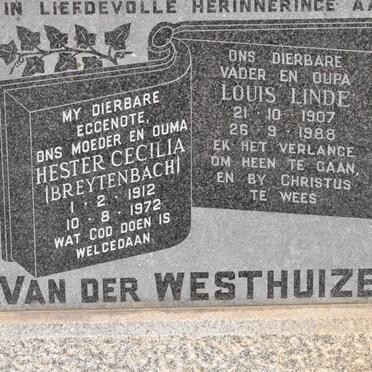 IN LIEFDEVOLLE HERINNERINGE AA
MY DIERBARE
EGGENOTE,
ONS MOEDER EN OUMA
HESTER CECILIA
(BREYTENBACH)
1 · 2 · 1912
10 · 8 · 1972
WAT GOD DOEN IS
WELGEDAAN.
ONS DIERBARE
VADER EN OUPA
LOUIS LINDE
21 · 10 · 1907
26 · 9 · 1988
EK HET VERLANGE
OM HEEN TE GAAN,
EN BY CHRISTUS
TE WEES
VAN DER WESTHUIZE